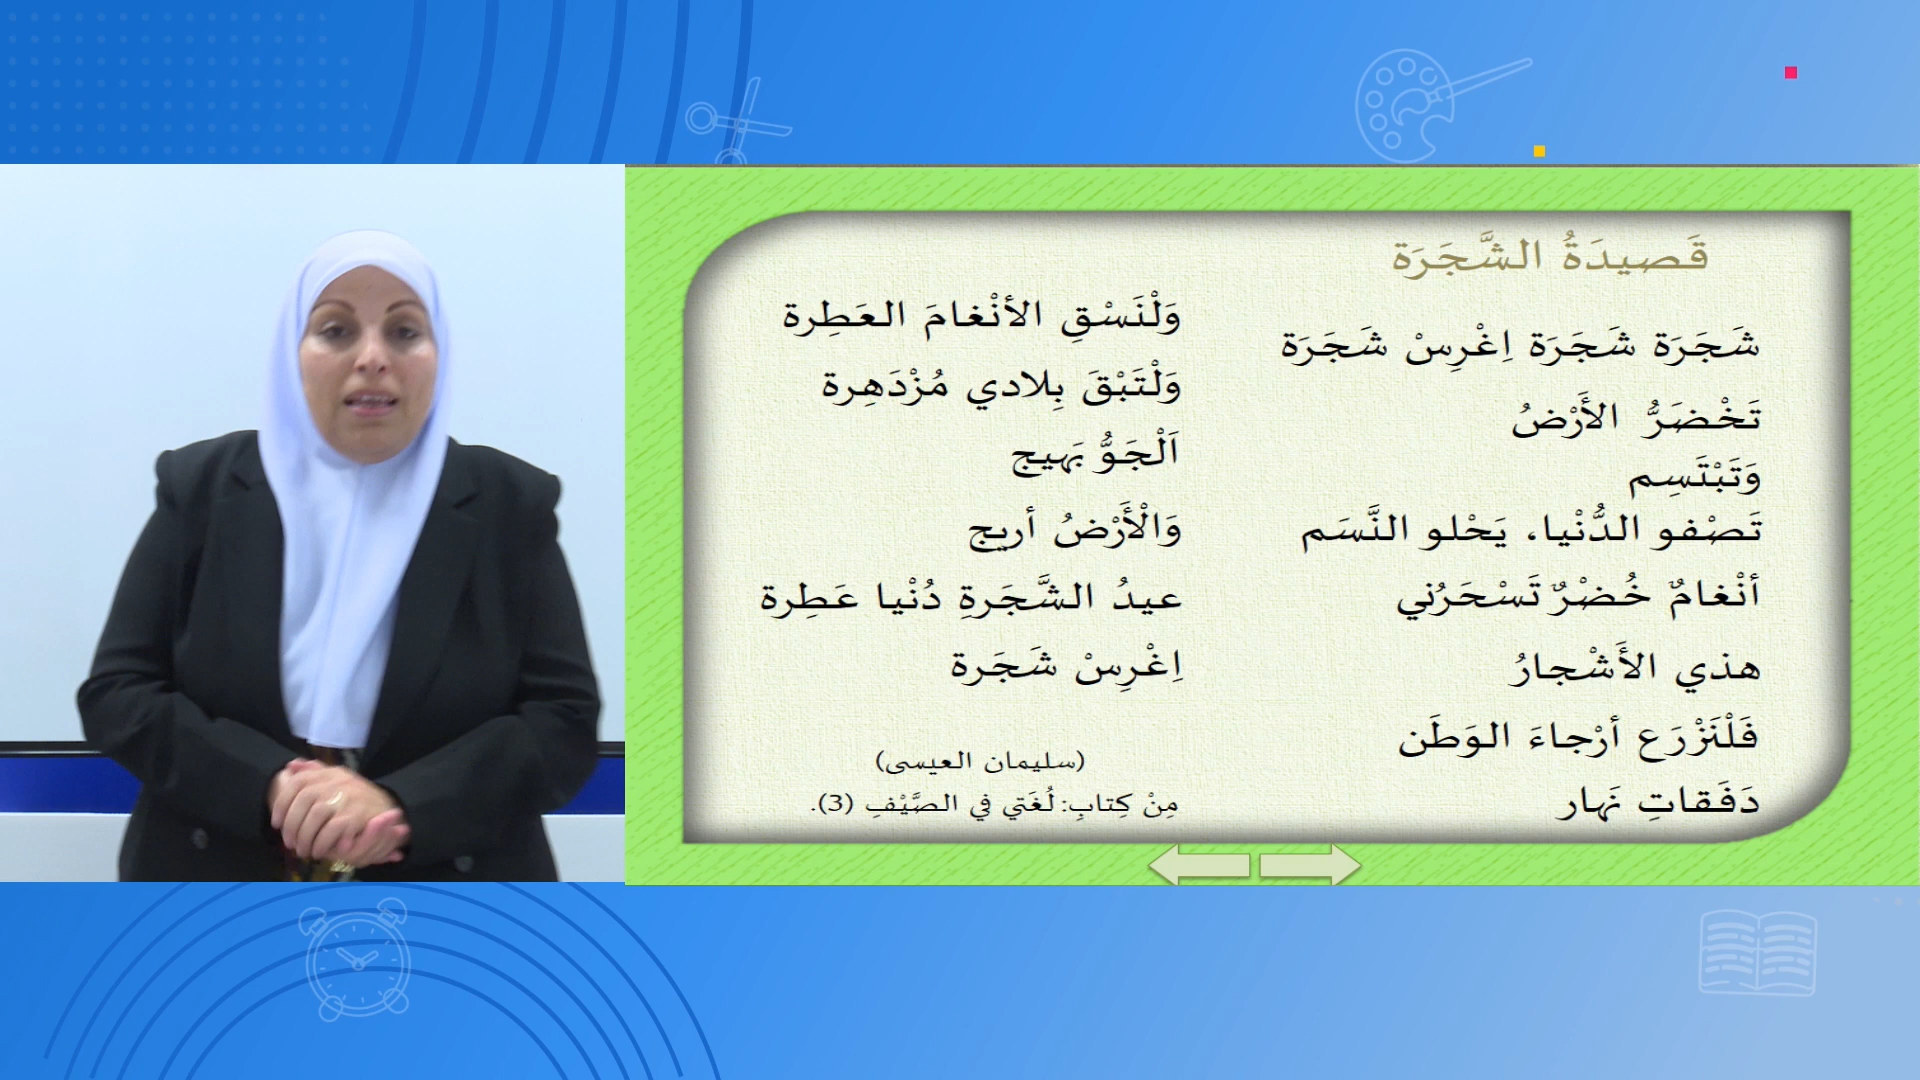 قَصيدَةُ الشَّجَرَة
شَجَرَة شَجَرَة اِغْرِسْ شَجَرَة
تَخْضَرُّ الأَرْضُ
وَتَبْتَسِم
تَصْفو الدُّنْيا، يَحْلو النَّسَم
أنْغامٌ خُضْرٌ تَسْحَرُني
هذي الأَشْجارُ
فَلْنَزْرَع أرْجاءَ الوَطَن
دَفَقاتِ نَهار
وَلْنَسْقِ الأنْغامَ العَطِرة
وَلْتَبْقَ بِلادي مُزْدَهِرة
اَلْجَوُّ بَهيج
وَالْأَرْضُ أريج
عيدُ الشَّجَرةِ دُنْيا عَطِرة
اِغْرِسْ شَجَرة
(سليمان العيسى)
مِنْ كِتابِ: لُغَتي في الصَّيْفِ (3).